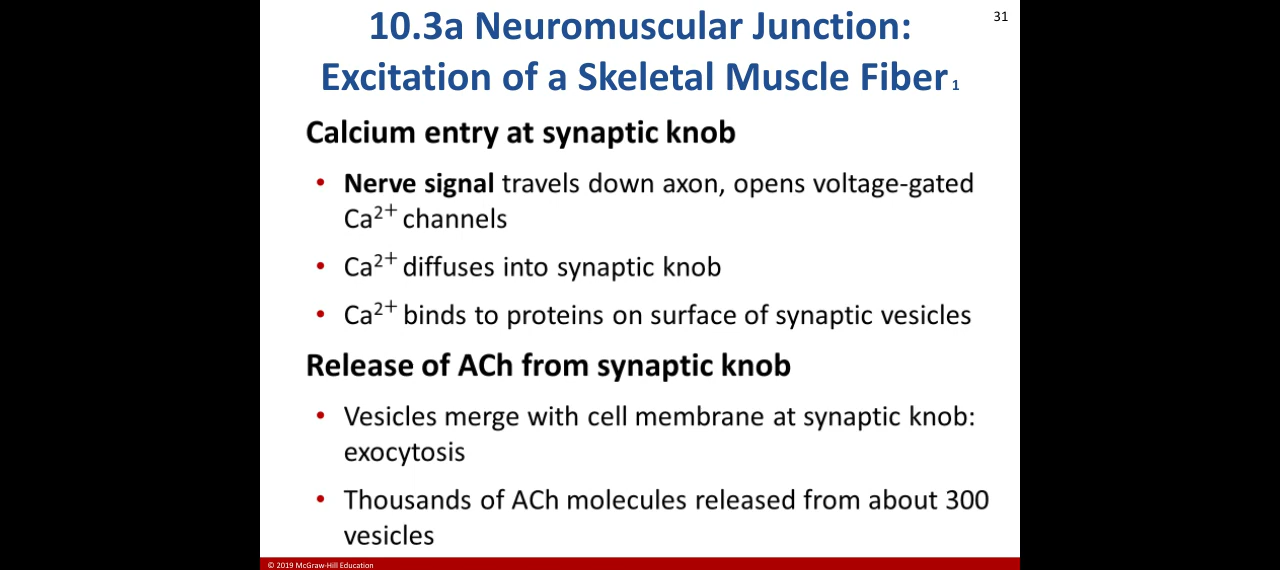 31
10.3a Neuromuscular Junction:
Excitation of a Skeletal Muscle Fiber 1
Calcium entry at synaptic knob
• Nerve signal travels down axon, opens voltage-gated
Ca²⁺ channels
• Ca²⁺ diffuses into synaptic knob
• Ca²⁺ binds to proteins on surface of synaptic vesicles
Release of ACh from synaptic knob
• Vesicles merge with cell membrane at synaptic knob:
exocytosis
• Thousands of ACh molecules released from about 300
vesicles
© 2019 McGraw-Hill Education